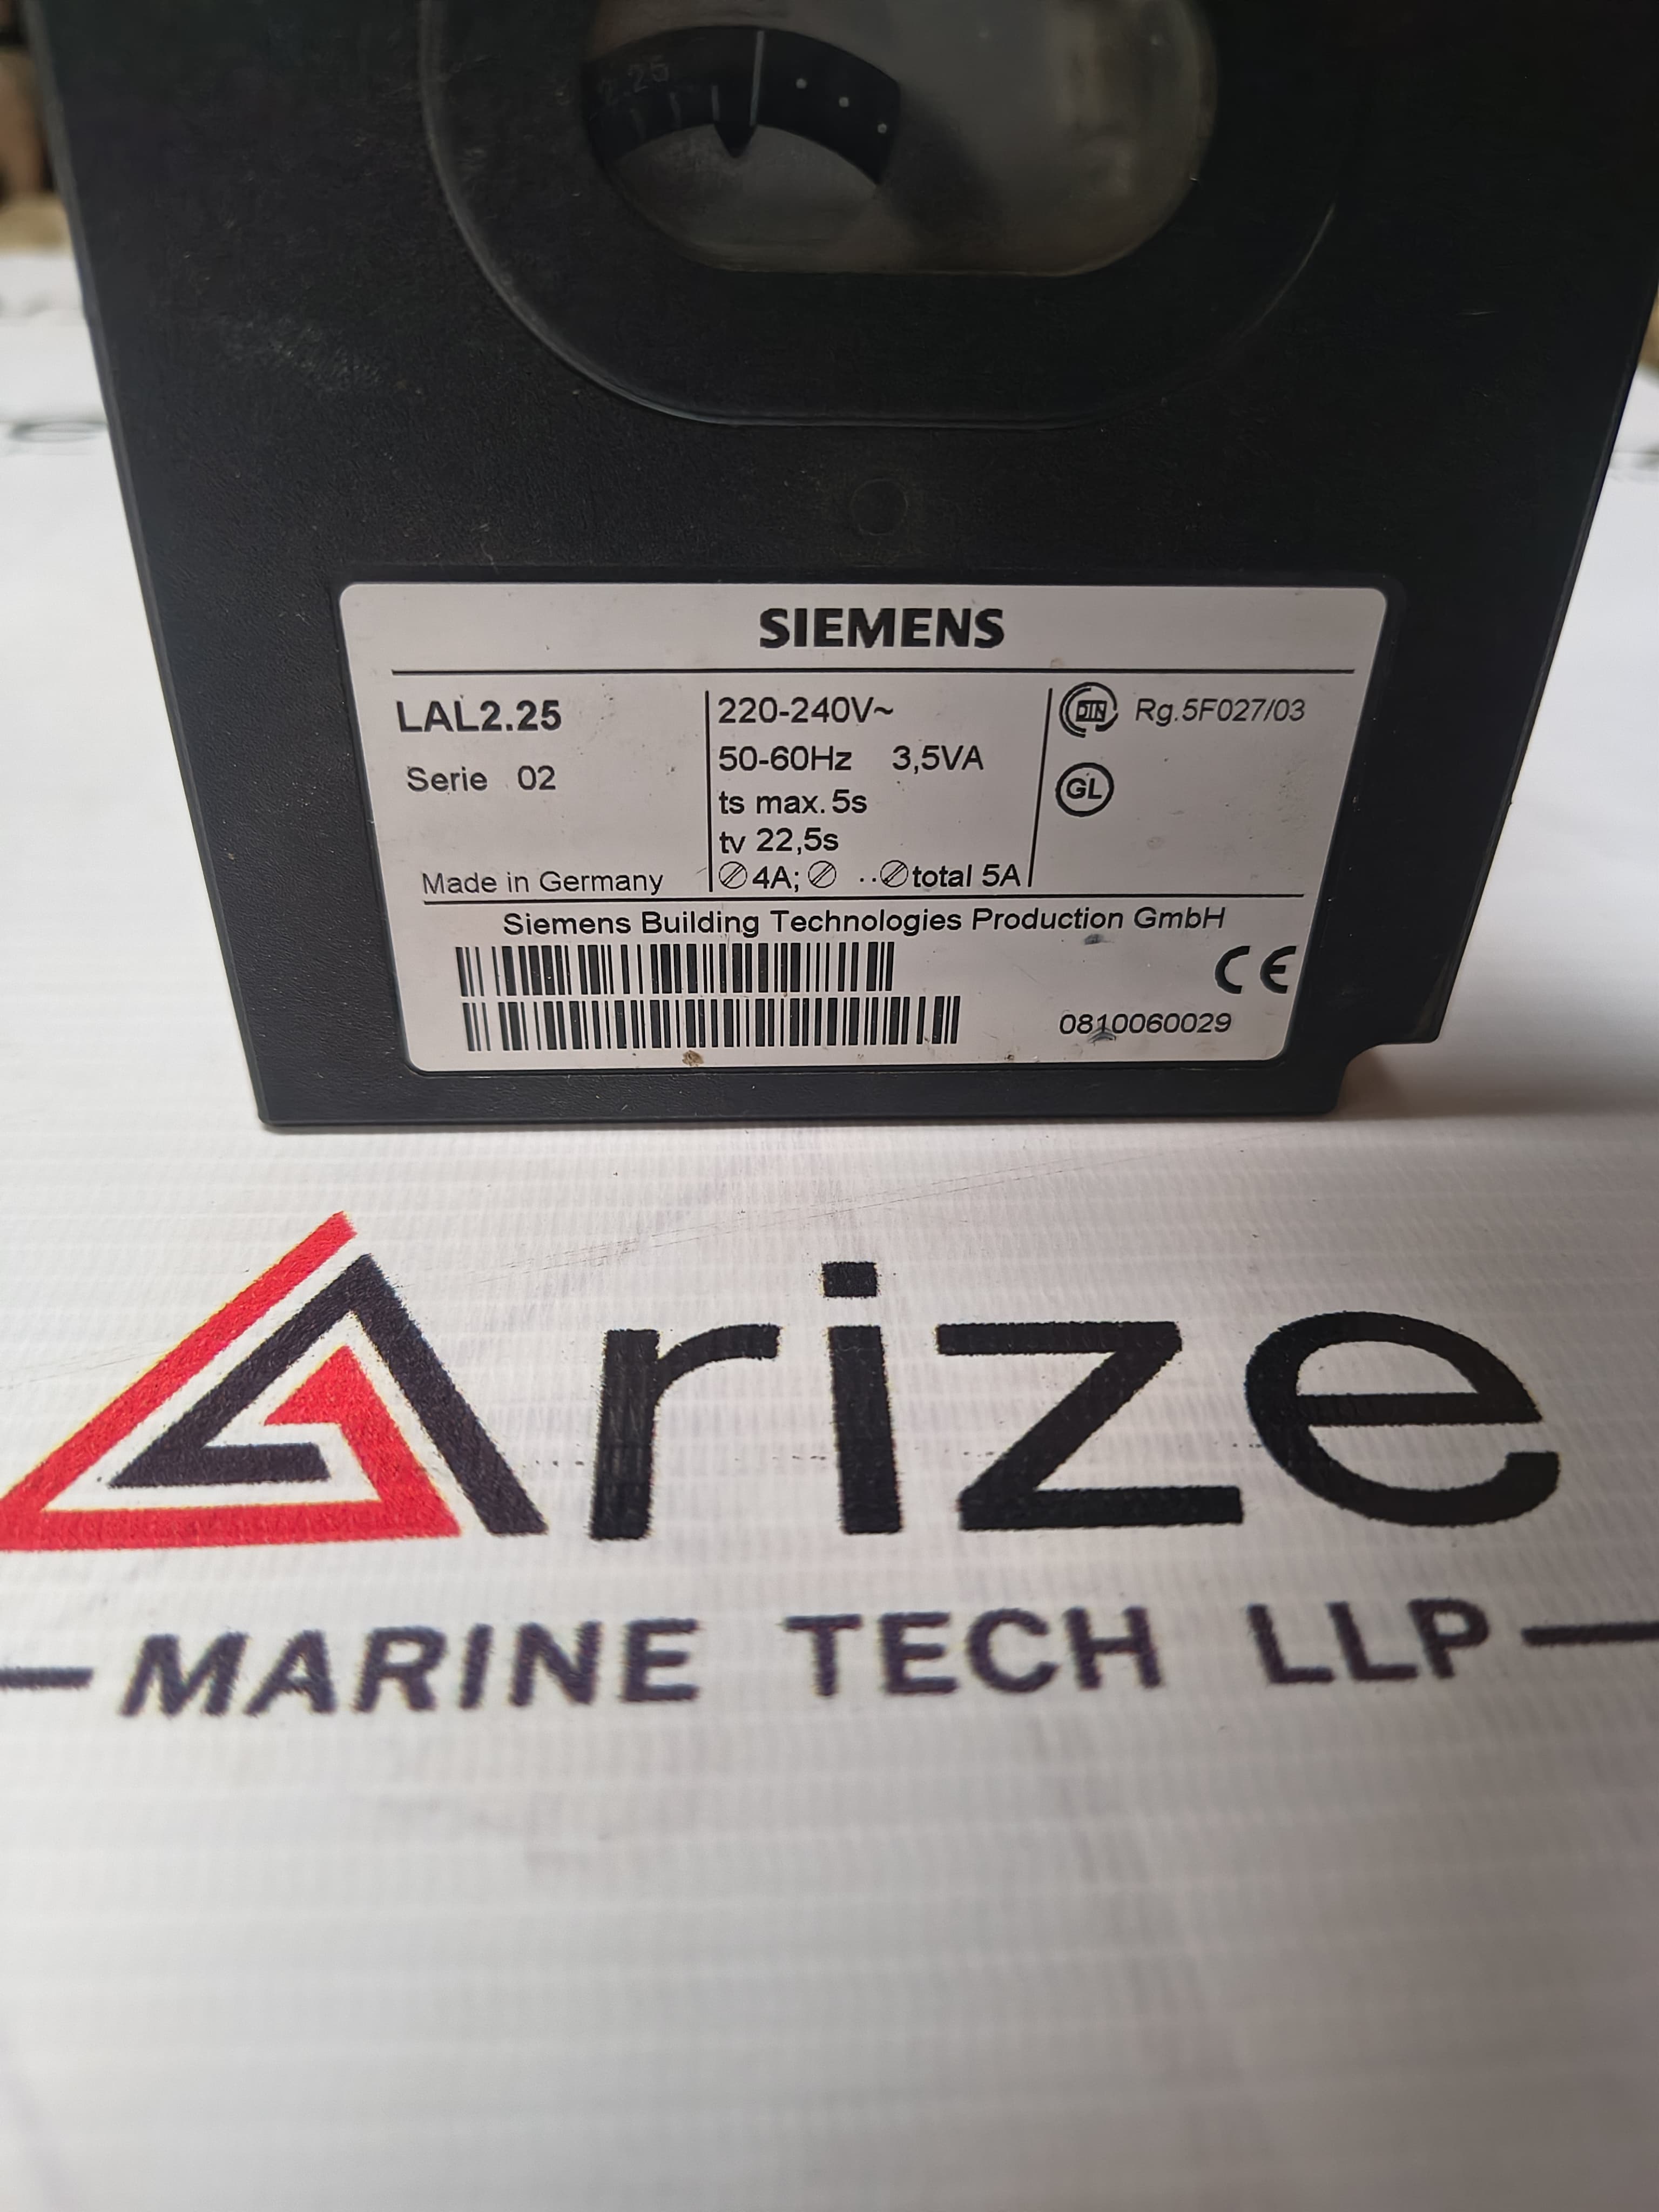 2.25
SIEMENS
LAL2.25
Serie 02
Made in Germany
220-240V~
50-60Hz 3,5VA
ts max. 5s
tv 22,5s
⊘4A; ⊘ ..⊘total 5A
DIN Rg.5F027/03
GL
Siemens Building Technologies Production GmbH
CE
0810060029
Arize
MARINE TECH LLP